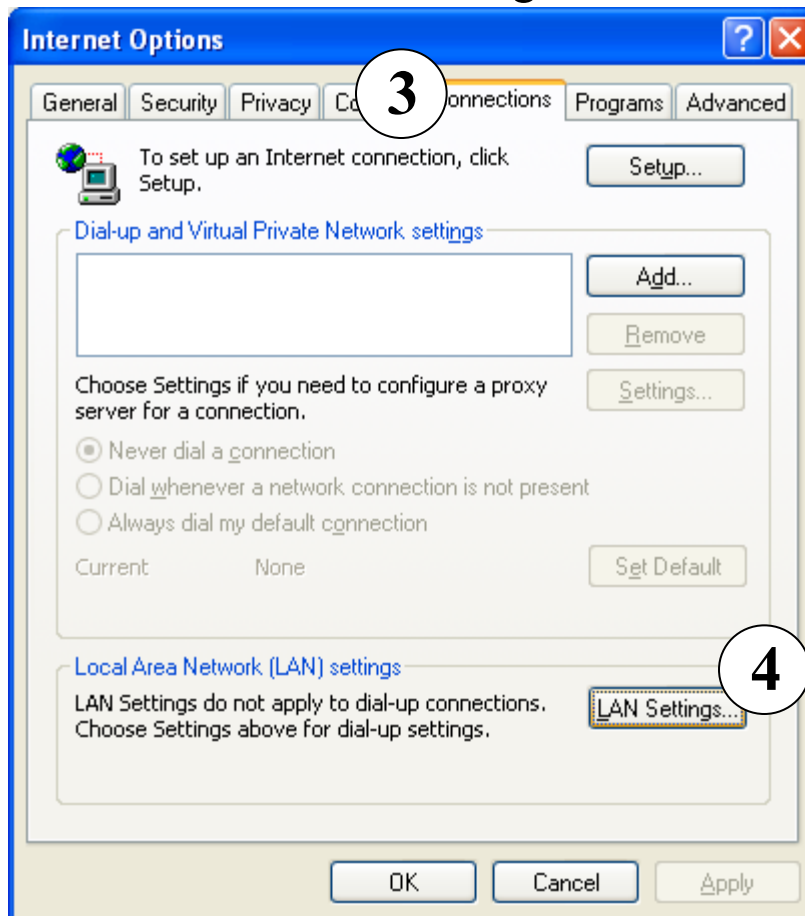 Internet Options
?
General Security Privacy Co 3 onnections Programs Advanced
To set up an Internet connection, click
Setup.
Setup...
Dial-up and Virtual Private Network settings
Add...
Remove
Choose Settings if you need to configure a proxy
server for a connection.
Settings...
Never dial a connection
Dial whenever a network connection is not present
Always dial my default connection
Current None
Set Default
Local Area Network (LAN) settings
4
LAN Settings do not apply to dial-up connections.
Choose Settings above for dial-up settings.
LAN Settings...
OK Cancel Apply